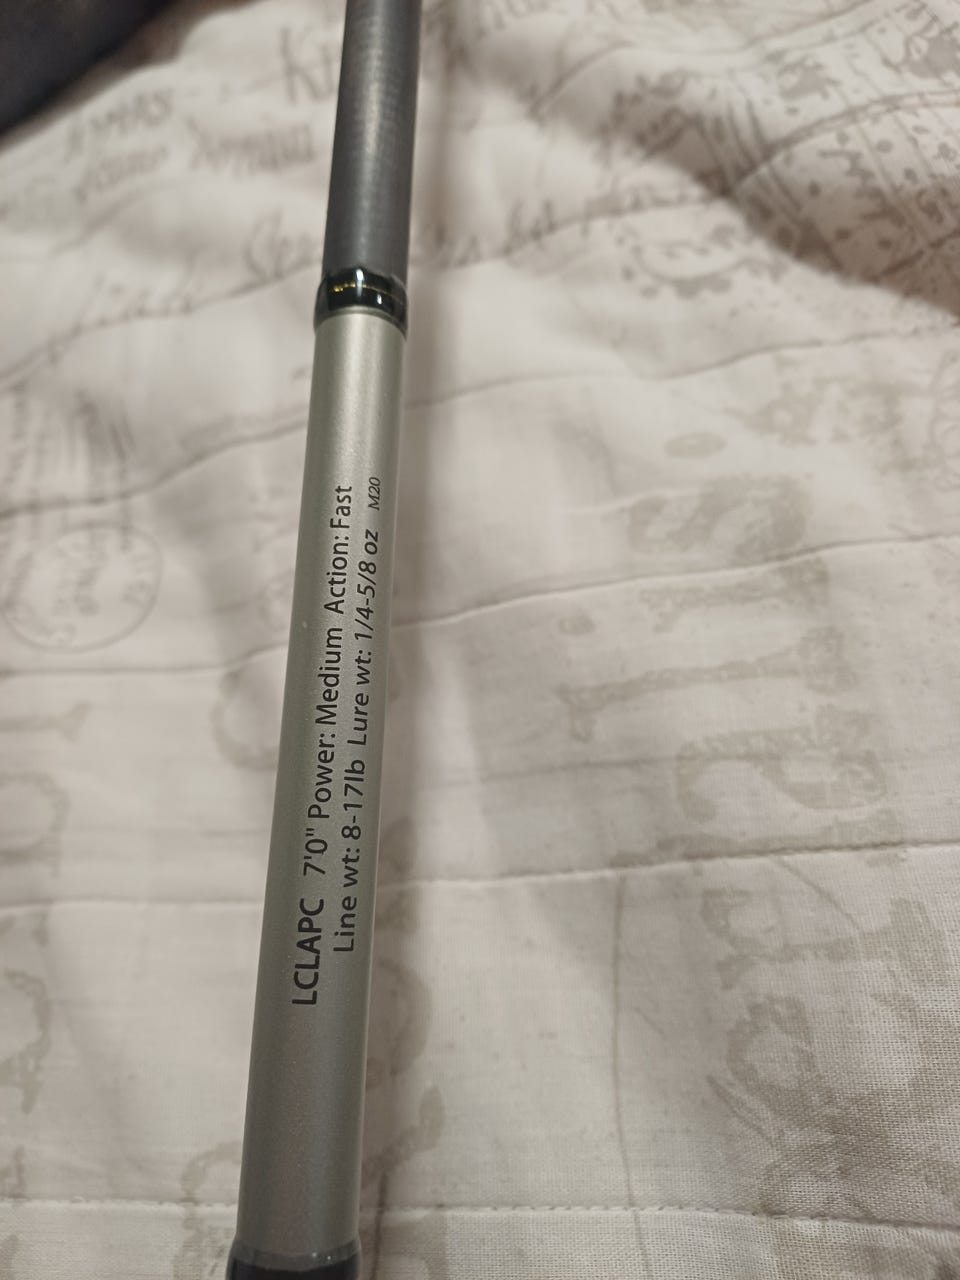 LCLAPC 7'0" Power: Medium Action: Fast
Line wt: 8-17lb Lure wt: 1/4-5/8 oz M20